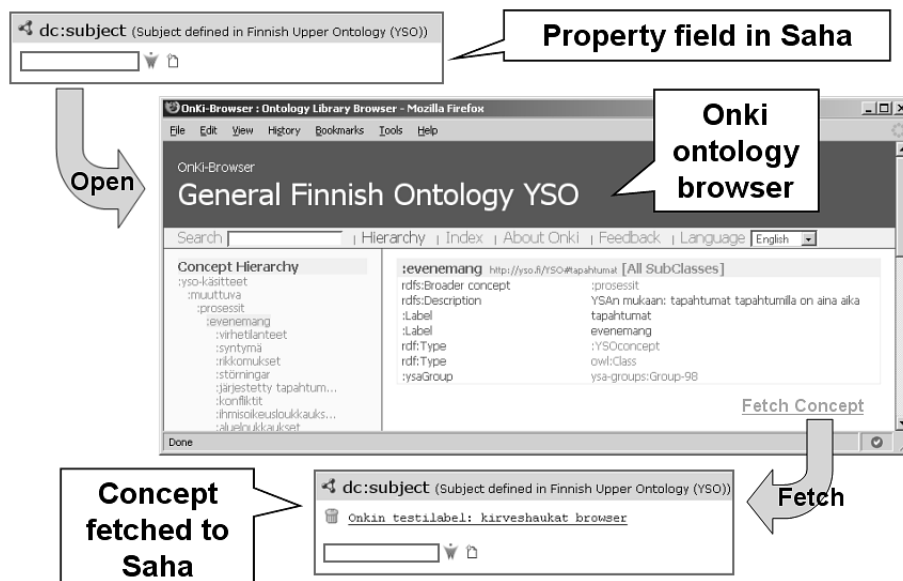 dc:subject (Subject defined in Finnish Upper Ontology (YSO))
Property field in Saha
Open
OnKi-Browser : Ontology Library Browser - Mozilla Firefox
File Edit View History Bookmarks Tools Help
Onki
ontology
browser
OnKi-Browser
General Finnish Ontology YSO
Search | Hierarchy | Index | About Onki | Feedback | Language English
Concept Hierarchy
:yso-käsitteet
:muuttuva
:prosessit
:evenemang
:virhetilanteet
:syntymä
:rikkomukset
:störningar
:järjestetty tapahtum...
:konfliktit
:ihmisoikeusloukkauks...
:alueloukkaukset
:evenemang http://yso.fi/YSO#tapahtumat [All SubClasses]
rdfs:Broader concept :prosessit
rdfs:Description YSAn mukaan: tapahtumat tapahtumilla on aina aika
:Label tapahtumat
:Label evenemang
rdf:Type :YSOconcept
rdf:Type owl:Class
:ysaGroup ysa-groups:Group-98
Fetch Concept
Done
Fetch
Concept
fetched to
Saha
dc:subject (Subject defined in Finnish Upper Ontology (YSO))
Onkin testilabel: kirveshaukat browser